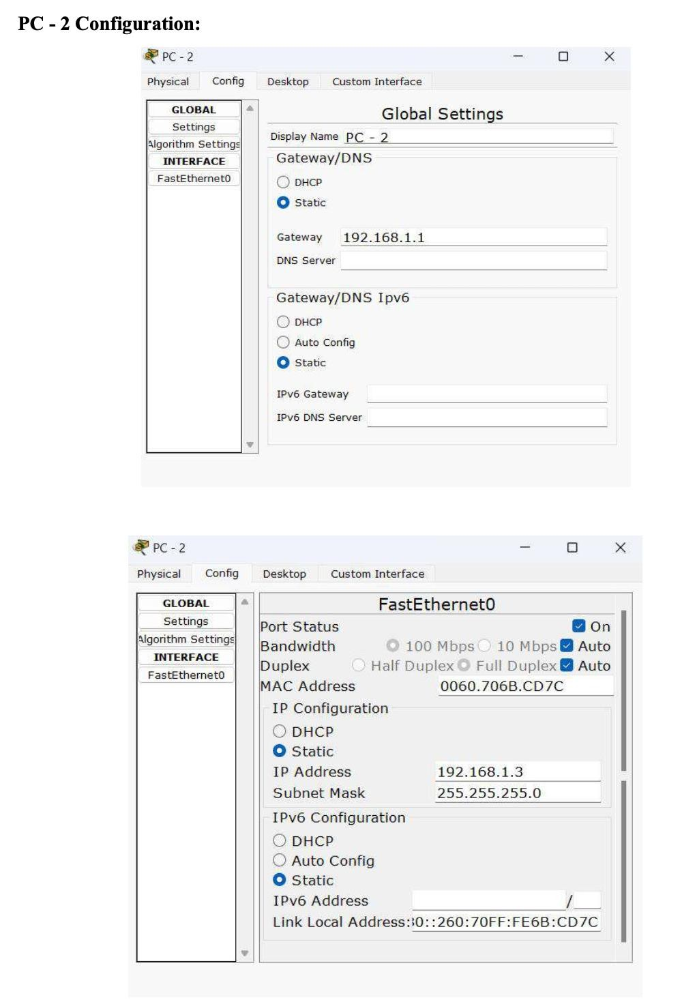 PC - 2 Configuration:
PC - 2
Physical Config Desktop Custom Interface
GLOBAL
Settings
Algorithm Settings
INTERFACE
FastEthernet0
Global Settings
Display Name PC - 2
Gateway/DNS
DHCP
Static
Gateway 192.168.1.1
DNS Server
Gateway/DNS Ipv6
DHCP
Auto Config
Static
IPv6 Gateway
IPv6 DNS Server
PC - 2
Physical Config Desktop Custom Interface
GLOBAL
Settings
Algorithm Settings
INTERFACE
FastEthernet0
FastEthernet0
Port Status On
Bandwidth 100 Mbps 10 Mbps Auto
Duplex Half Duplex Full Duplex Auto
MAC Address 0060.706B.CD7C
IP Configuration
DHCP
Static
IP Address 192.168.1.3
Subnet Mask 255.255.255.0
IPv6 Configuration
DHCP
Auto Config
Static
IPv6 Address /
Link Local Address: 0::260:70FF:FE6B:CD7C